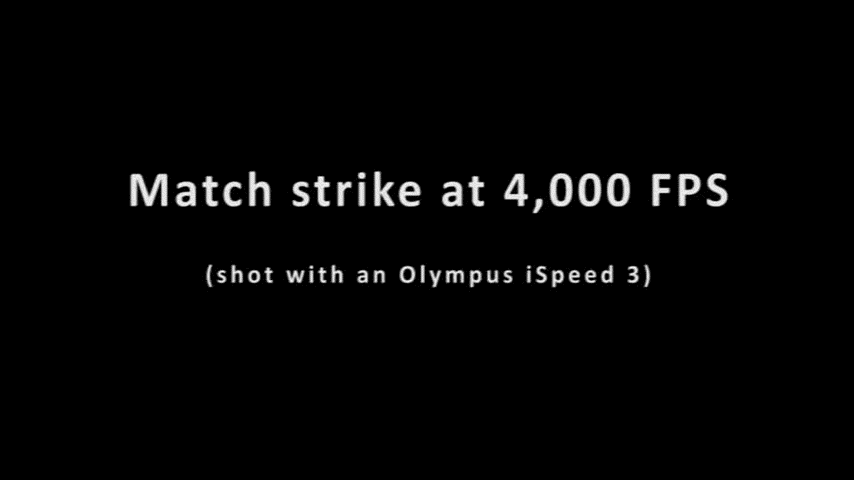 Match strike at 4,000 FPS
(shot with an Olympus iSpeed 3)